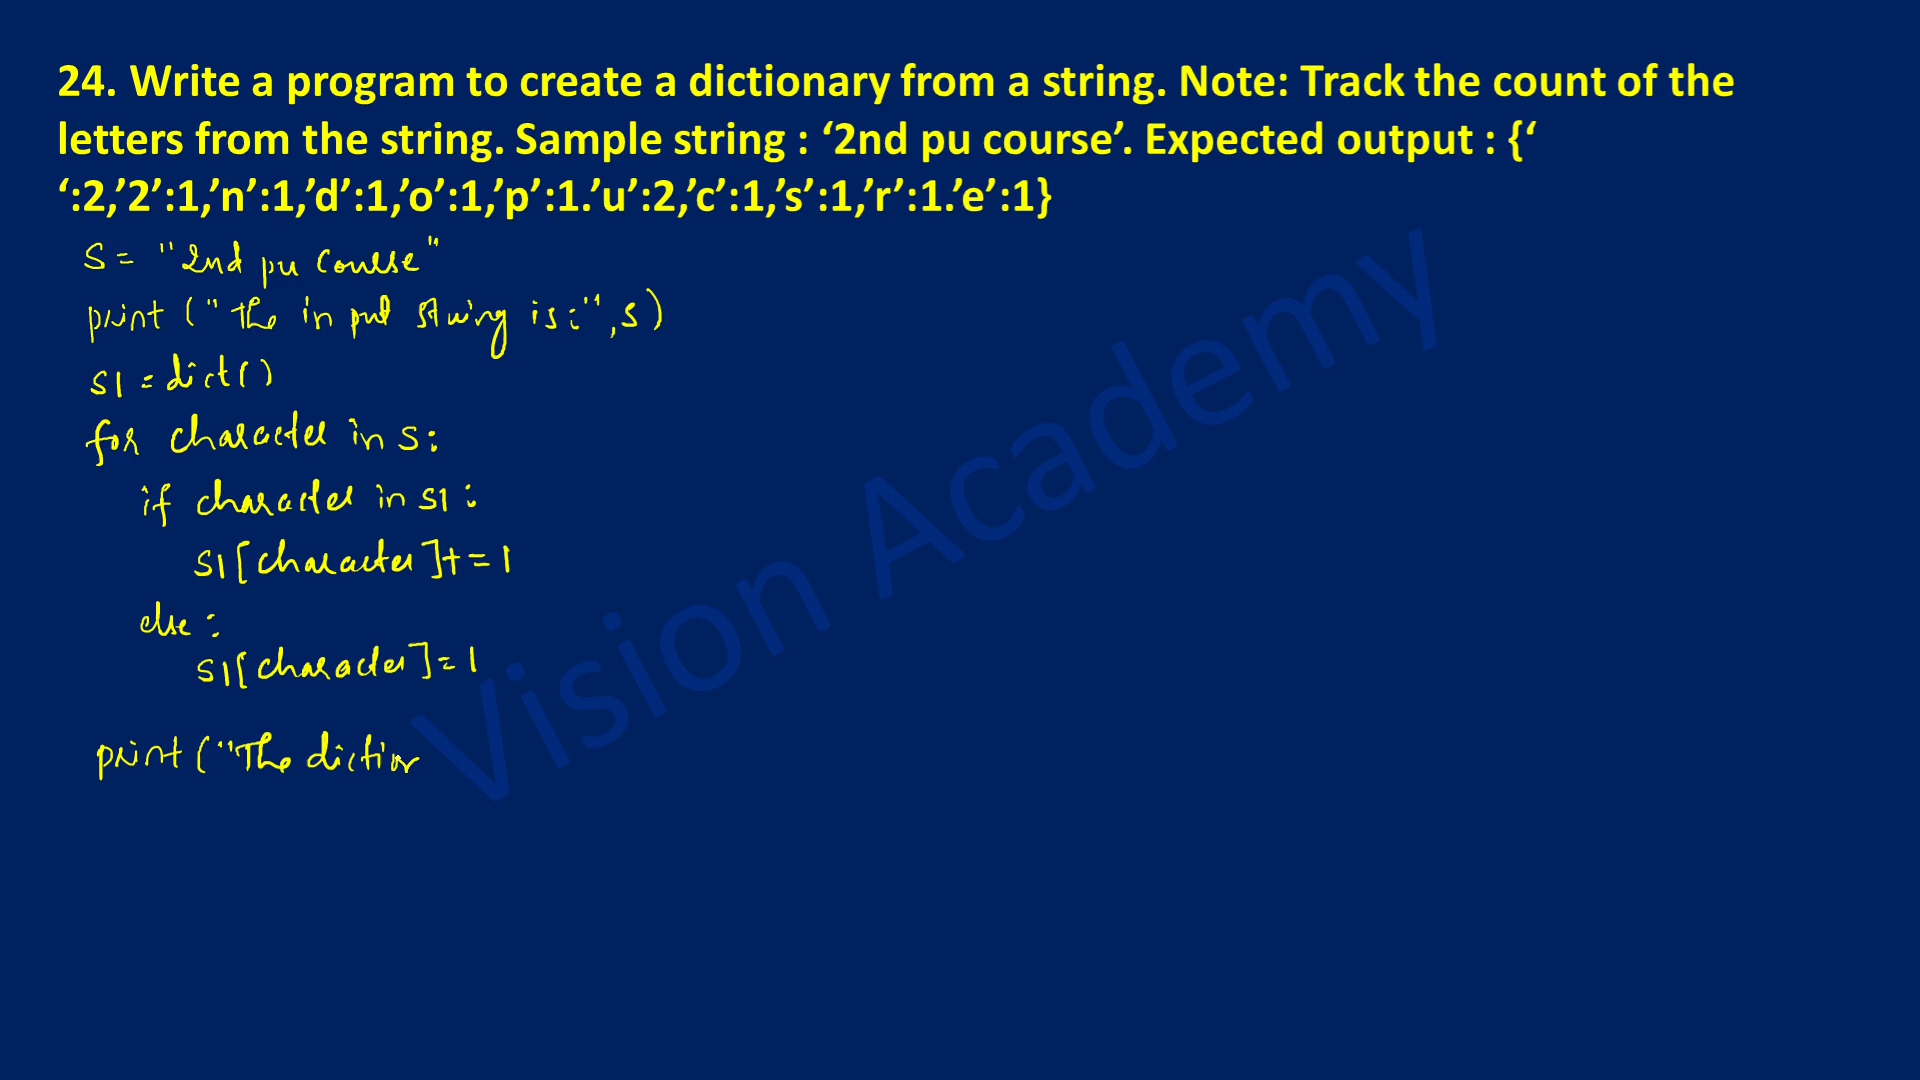 24. Write a program to create a dictionary from a string. Note: Track the count of the
letters from the string. Sample string : ‘2nd pu course’. Expected output : {‘
‘:2,’2’:1,’n’:1,’d’:1,’o’:1,’p’:1.’u’:2,’c’:1,’s’:1,’r’:1.’e’:1}
S = "2nd pu course"
print ("The input string is:", s)
s1 = dict()
for character in s:
if character in s1 :
s1[character]+=1
else :
s1[character]=1
print ("The diction
Vision Academy